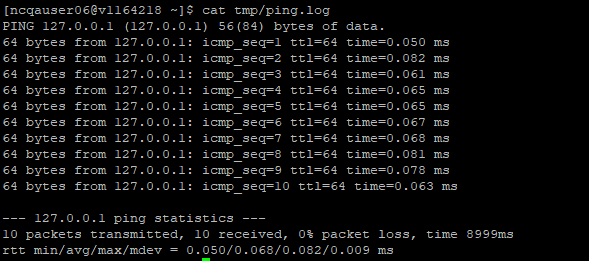 [ncqauser06@v1164218 ~]$ cat tmp/ping.log
PING 127.0.0.1 (127.0.0.1) 56(84) bytes of data.
64 bytes from 127.0.0.1: icmp_seq=1 ttl=64 time=0.050 ms
64 bytes from 127.0.0.1: icmp_seq=2 ttl=64 time=0.082 ms
64 bytes from 127.0.0.1: icmp_seq=3 ttl=64 time=0.061 ms
64 bytes from 127.0.0.1: icmp_seq=4 ttl=64 time=0.065 ms
64 bytes from 127.0.0.1: icmp_seq=5 ttl=64 time=0.065 ms
64 bytes from 127.0.0.1: icmp_seq=6 ttl=64 time=0.067 ms
64 bytes from 127.0.0.1: icmp_seq=7 ttl=64 time=0.068 ms
64 bytes from 127.0.0.1: icmp_seq=8 ttl=64 time=0.081 ms
64 bytes from 127.0.0.1: icmp_seq=9 ttl=64 time=0.078 ms
64 bytes from 127.0.0.1: icmp_seq=10 ttl=64 time=0.063 ms

--- 127.0.0.1 ping statistics ---
10 packets transmitted, 10 received, 0% packet loss, time 8999ms
rtt min/avg/max/mdev = 0.050/0.068/0.082/0.009 ms